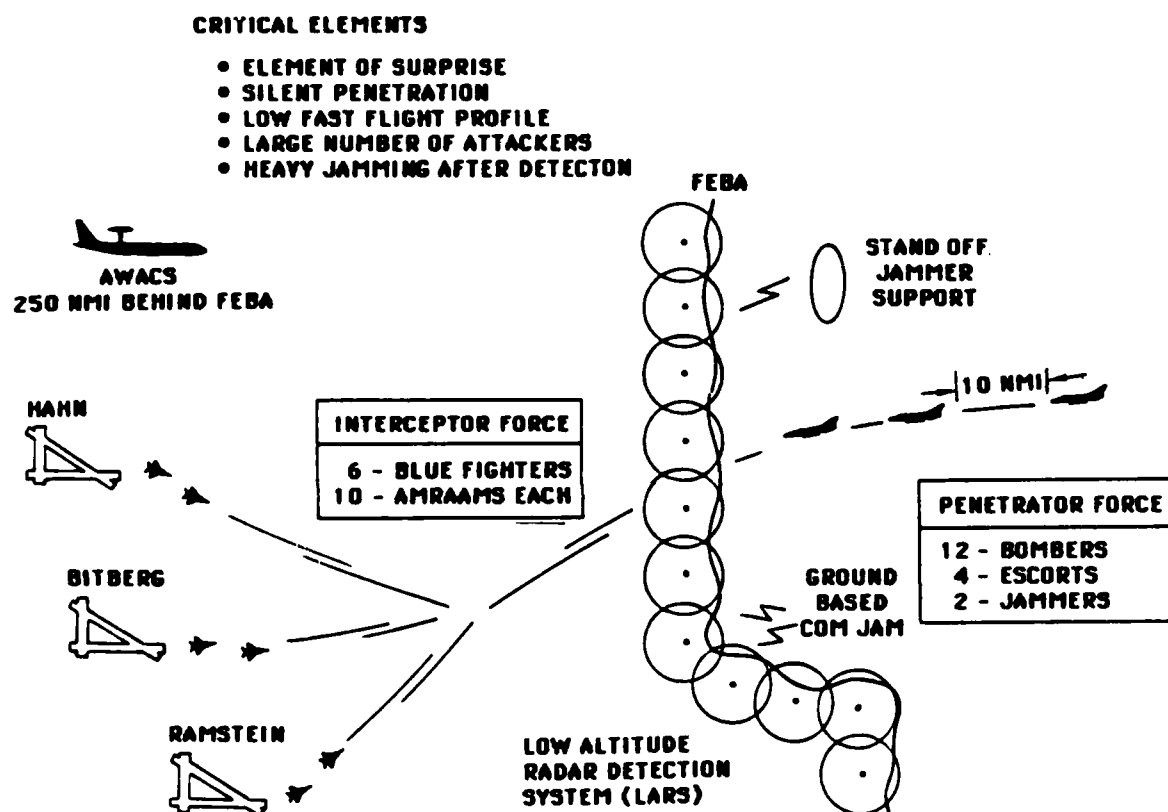 CRITICAL ELEMENTS
• ELEMENT OF SURPRISE
• SILENT PENETRATION
• LOW FAST FLIGHT PROFILE
• LARGE NUMBER OF ATTACKERS
• HEAVY JAMMING AFTER DETECTON
FEBA
AWACS
250 NMI BEHIND FEBA
STAND OFF
JAMMER
SUPPORT
10 NMI
HAHN
INTERCEPTOR FORCE
6 - BLUE FIGHTERS
10 - AMRAAMS EACH
PENETRATOR FORCE
12 - BOMBERS
4 - ESCORTS
2 - JAMMERS
BITBERG
GROUND
BASED
COM JAM
RAMSTEIN
LOW ALTITUDE
RADAR DETECTION
SYSTEM (LARS)